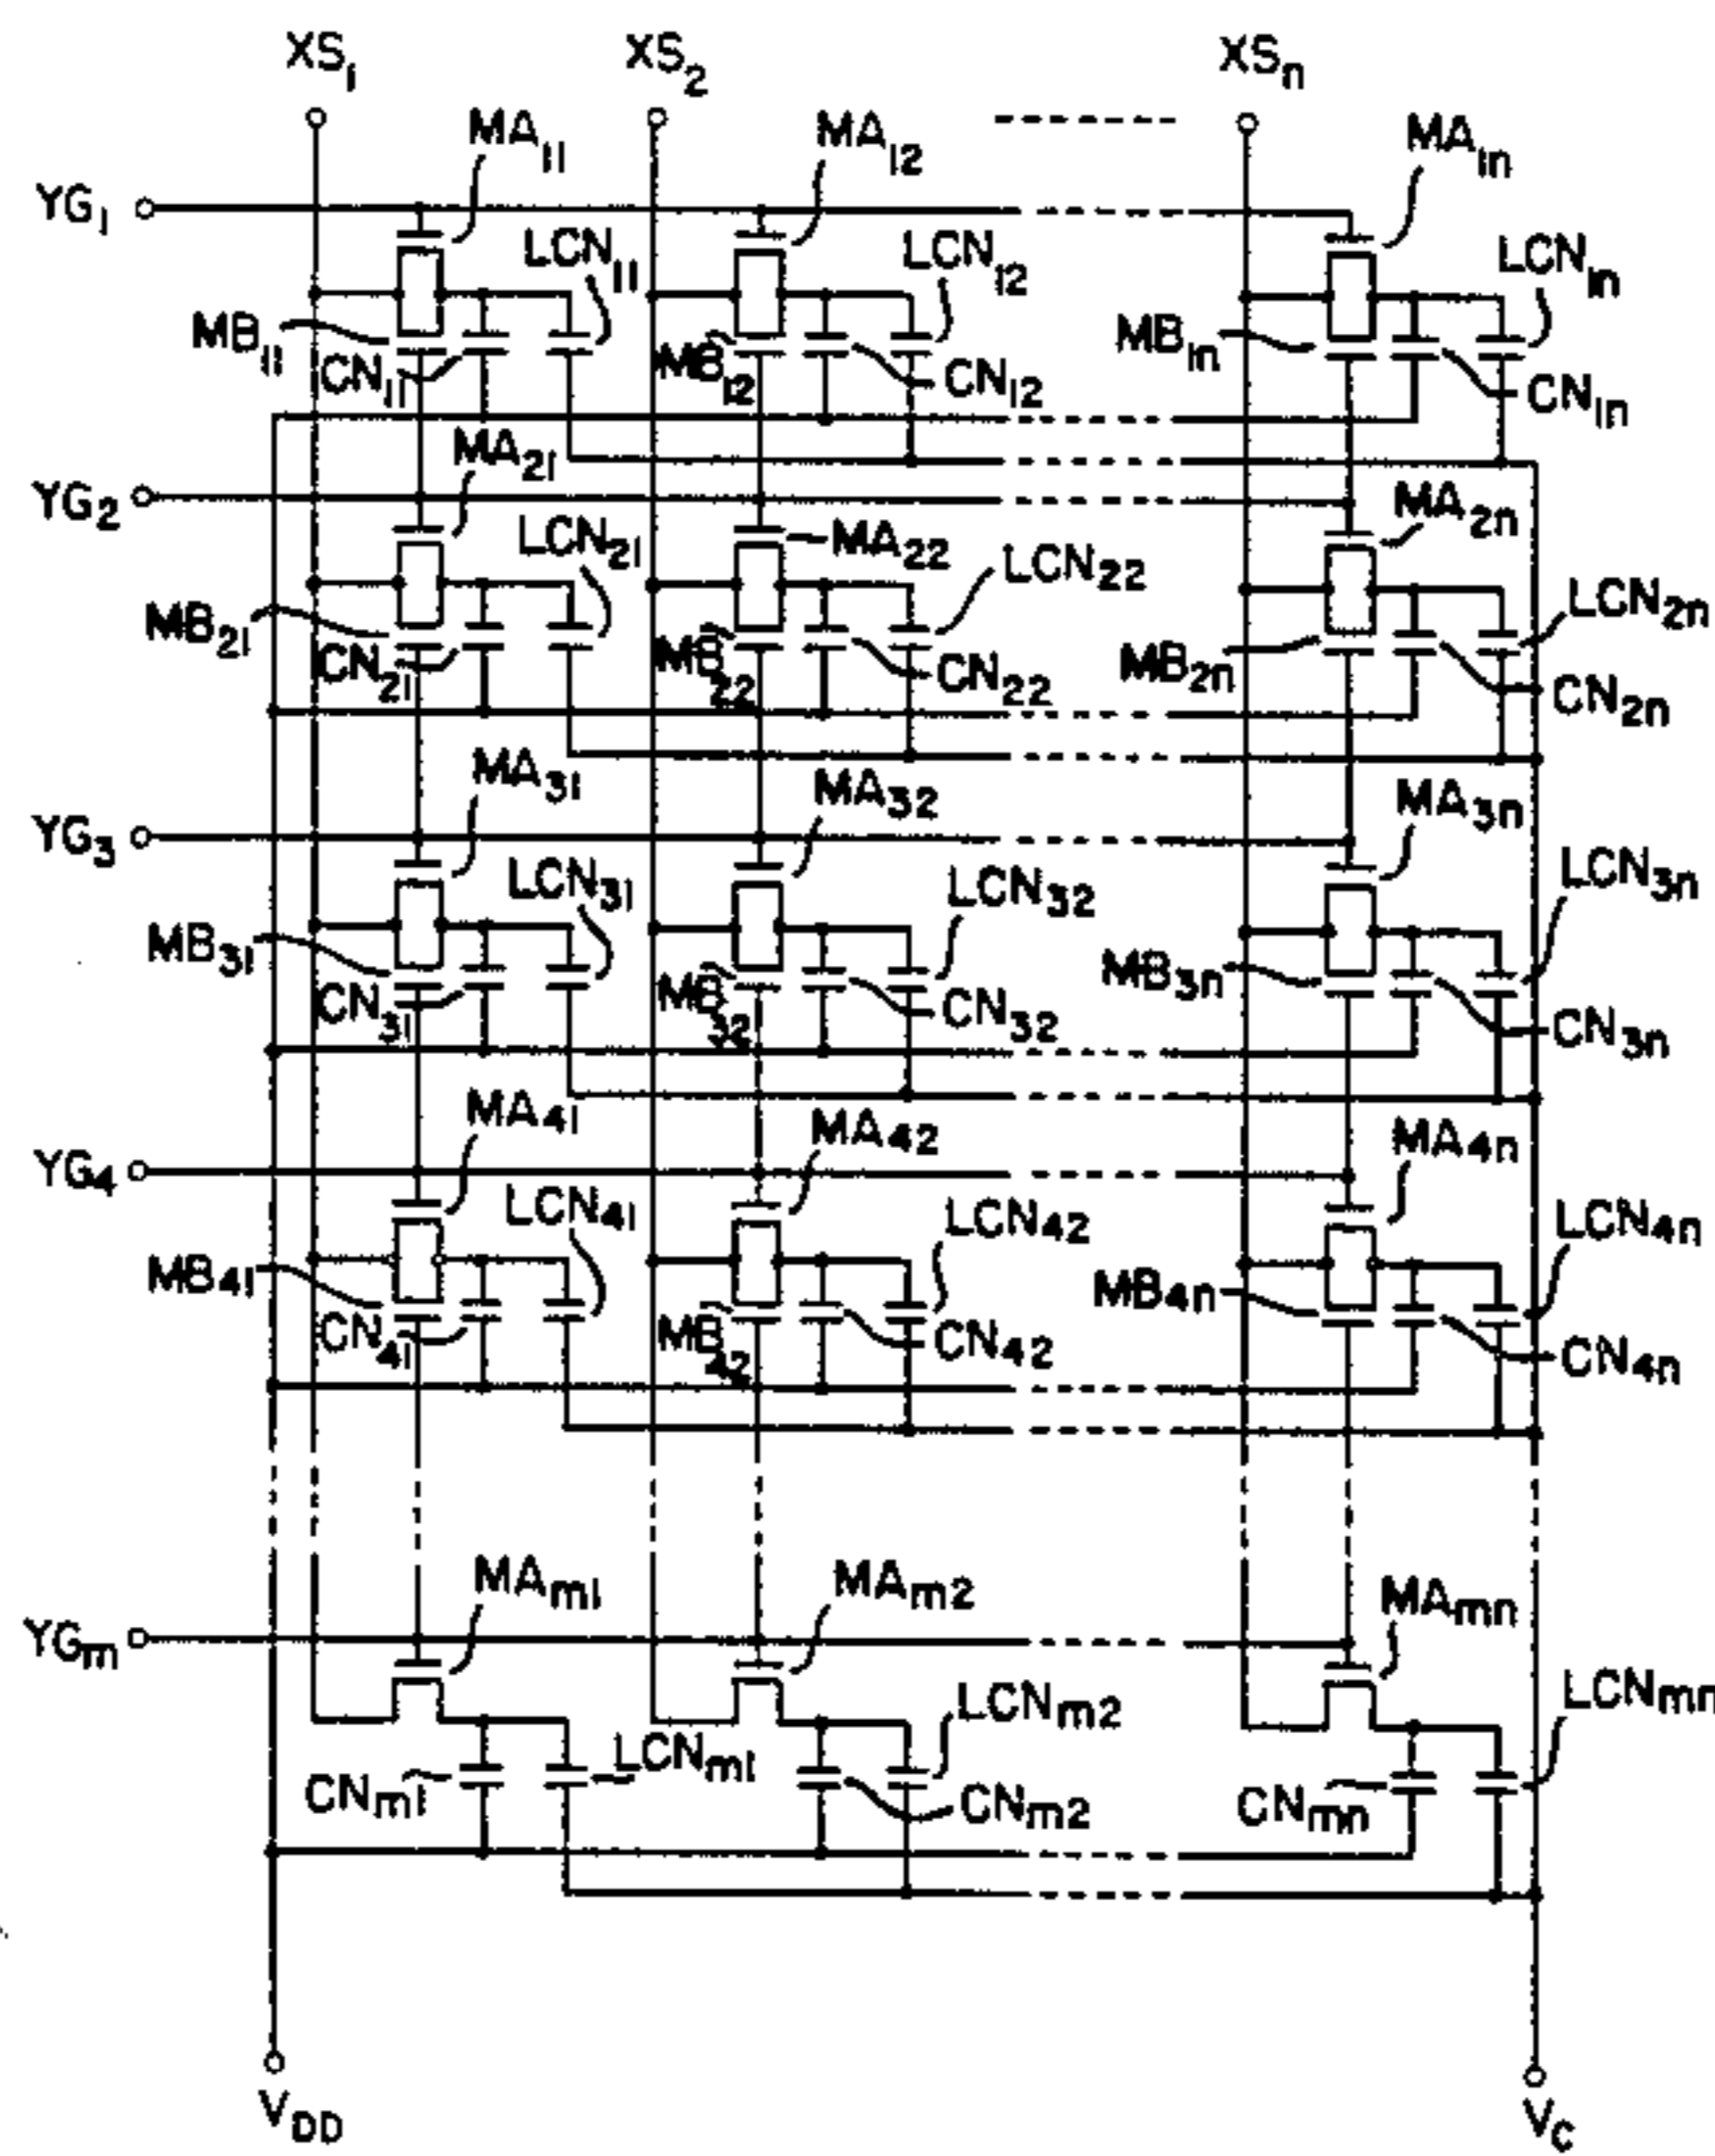 XS₁ XS₂ XSₙ
MA₁₁ MA₁₂ MA₁ₙ
YG₁
LCN₁₁ LCN₁₂ LCN₁ₙ
MB₁₁ MB₁₂ MB₁ₙ
CN₁₁ CN₁₂ CN₁ₙ
MA₂₁
YG₂ MA₂₂ MA₂ₙ
LCN₂₁ LCN₂₂ LCN₂ₙ
MB₂₁ MB₂₂ MB₂ₙ
CN₂₁ CN₂₂ CN₂ₙ
MA₃₁ MA₃₂ MA₃ₙ
YG₃
LCN₃₁ LCN₃₂ LCN₃ₙ
MB₃₁ MB₃₂ MB₃ₙ
CN₃₁ CN₃₂ CN₃ₙ
MA₄₁ MA₄₂ MA₄ₙ
YG₄
LCN₄₁ LCN₄₂ LCN₄ₙ
MB₄₁ MB₄₂ MB₄ₙ
CN₄₁ CN₄₂ CN₄ₙ
MAₘ₁ MAₘ₂ MAₘₙ
YGₘ
LCNₘ₁ LCNₘ₂ LCNₘₙ
CNₘ₁ CNₘ₂ CNₘₙ
V_DD V_C